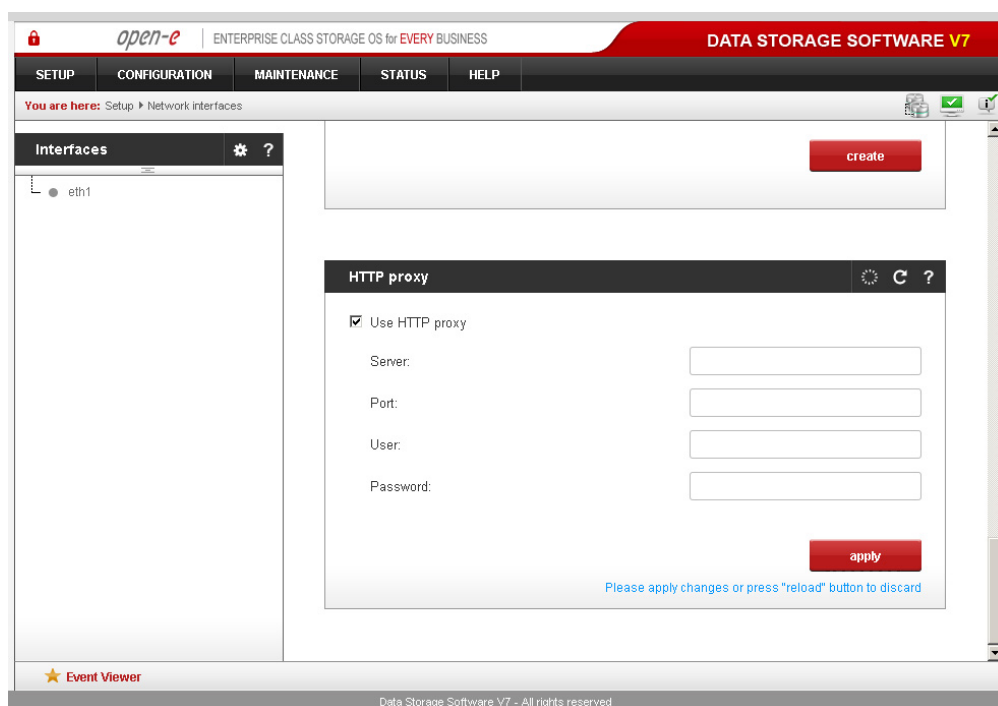 open-e ENTERPRISE CLASS STORAGE OS for EVERY BUSINESS DATA STORAGE SOFTWARE V7
SETUP CONFIGURATION MAINTENANCE STATUS HELP
You are here: Setup Network interfaces
Interfaces ?
eth1
create
HTTP proxy ?
Use HTTP proxy
Server:
Port:
User:
Password:
apply
Please apply changes or press "reload" button to discard
Event Viewer
Data Storage Software V7 - All rights reserved